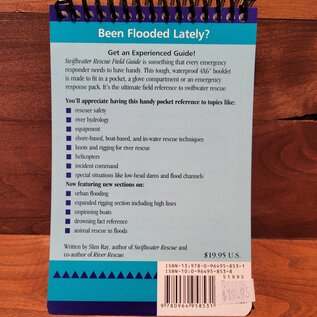 Been Flooded Lately?
Get an Experienced Guide!
Swiftwater Rescue Field Guide is something that every emergency
responder needs to have handy. This tough, waterproof 4x6" booklet
is made to fit in a pocket, a glove compartment or an emergency
response pack. It's the ultimate field reference to swiftwater rescue.
You'll appreciate having this handy pocket reference to topics like:
rescuer safety
river hydrology
equipment
shore-based, boat-based, and in-water rescue techniques
knots and rigging for river rescue
helicopters
incident command
special situations like low-head dams and flood channels
Now featuring new sections on:
urban flooding
expanded rigging section including high lines
unpinning boats
drowning fact reference
animal rescue in floods
Written by Slim Ray, author of Swiftwater Rescue and
co-author of River Rescue.
$19.95 U.S.
ISBN-13:978-0-96495-853-1
ISBN-10:0-96495-853-8
51995
9780964958531